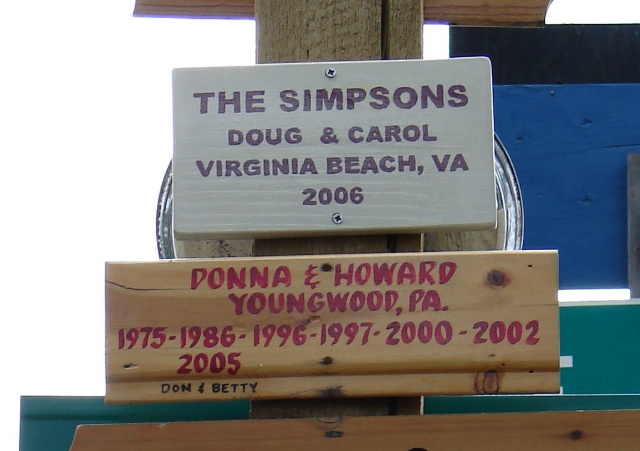 THE SIMPSONS
DOUG & CAROL
VIRGINIA BEACH, VA
2006
DONNA & HOWARD
YOUNGWOOD, PA.
1975-1986-1996-1997-2000-2002
2005
DON & BETTY